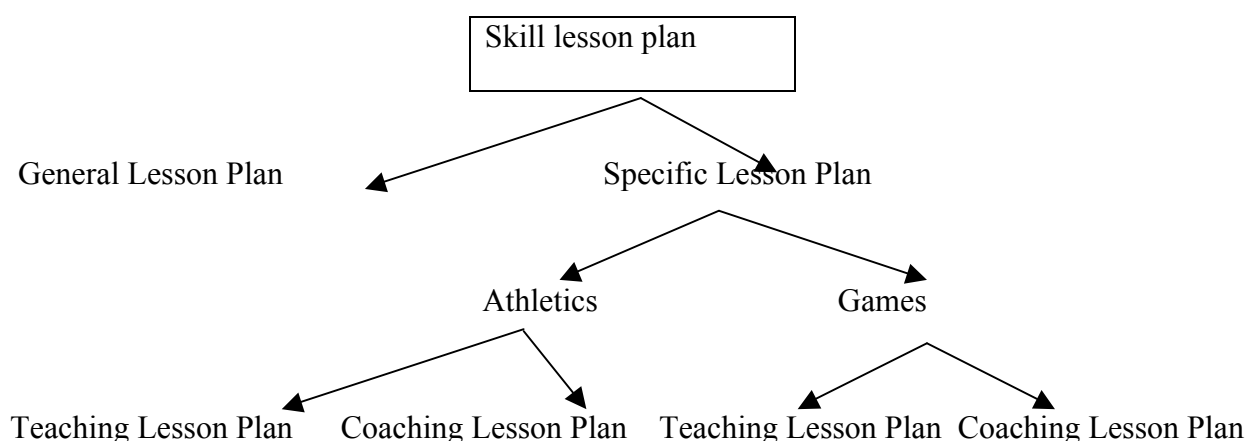 Skill lesson plan
General Lesson Plan
Specific Lesson Plan
Athletics
Games
Teaching Lesson Plan
Coaching Lesson Plan
Teaching Lesson Plan
Coaching Lesson Plan